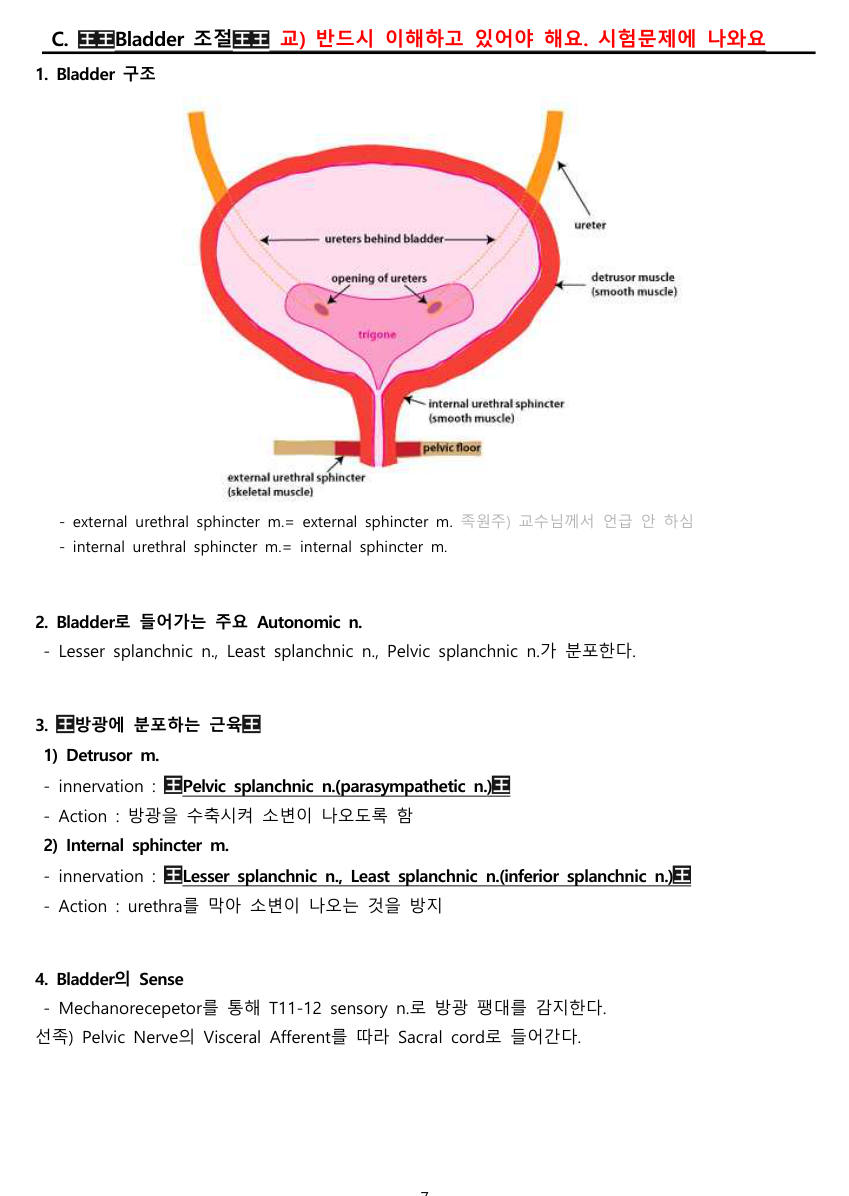 C. 王王Bladder 조절王王 교) 반드시 이해하고 있어야 해요. 시험문제에 나와요
1. Bladder 구조
ureter
ureters behind bladder
opening of ureters
detrusor muscle
(smooth muscle)
trigone
internal urethral sphincter
(smooth muscle)
pelvic floor
external urethral sphincter
(skeletal muscle)
- external urethral sphincter m.= external sphincter m. 족원주) 교수님께서 언급 안 하심
- internal urethral sphincter m.= internal sphincter m.
2. Bladder로 들어가는 주요 Autonomic n.
- Lesser splanchnic n., Least splanchnic n., Pelvic splanchnic n.가 분포한다.
3. 王방광에 분포하는 근육王
1) Detrusor m.
- innervation : 王Pelvic splanchnic n.(parasympathetic n.)王
- Action : 방광을 수축시켜 소변이 나오도록 함
2) Internal sphincter m.
- innervation : 王Lesser splanchnic n., Least splanchnic n.(inferior splanchnic n.)王
- Action : urethra를 막아 소변이 나오는 것을 방지
4. Bladder의 Sense
- Mechanorecepetor를 통해 T11-12 sensory n.로 방광 팽대를 감지한다.
선족) Pelvic Nerve의 Visceral Afferent를 따라 Sacral cord로 들어간다.